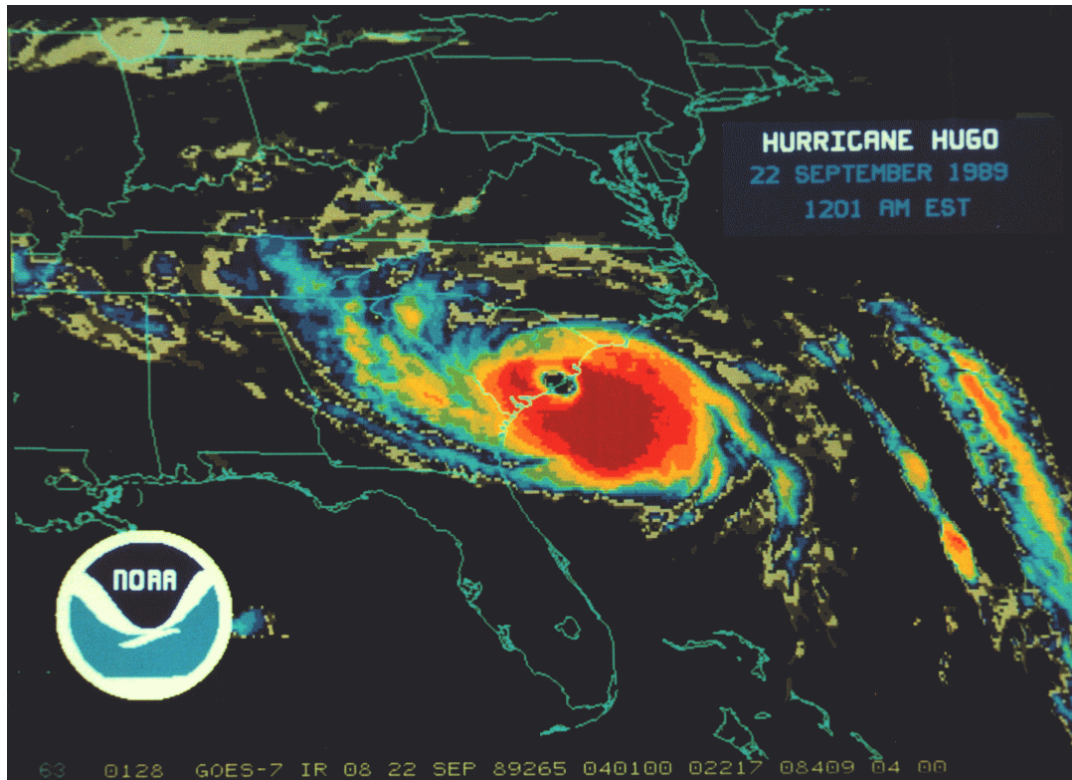 HURRICANE HUGO
22 SEPTEMBER 1989
1201 AM EST
NOAA
63 0128 GOES-7 IR 08 22 SEP 89265 040100 02217 08409 04 00